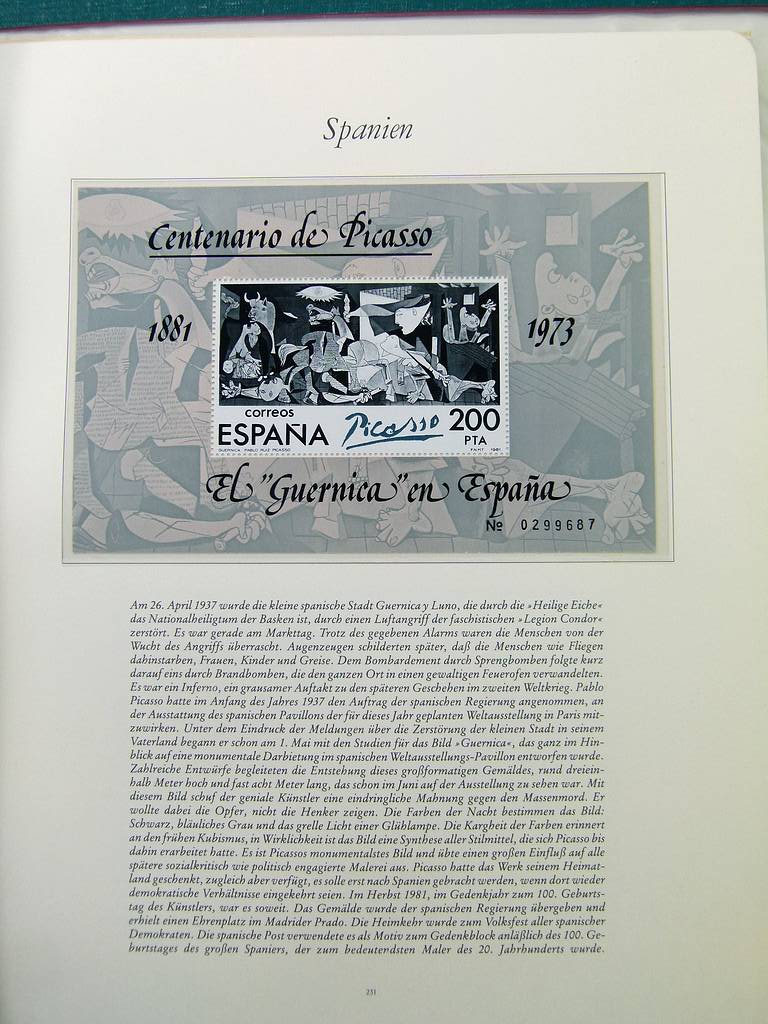 Spanien
Centenario de Picasso
1881
1973
correos
ESPAÑA
Picasso
200
PTA
GUERNICA PABLO RUIZ PICASSO
F.N.M.T. 1981
El "Guernica" en España
№ 0299687
Am 26. April 1937 wurde die kleine spanische Stadt Guernica y Luno, die durch die »Heilige Eiche«
das Nationalheiligtum der Basken ist, durch einen Luftangriff der faschistischen »Legion Condor«
zerstört. Es war gerade am Markttag. Trotz des gegebenen Alarms waren die Menschen von der
Wucht des Angriffs überrascht. Augenzeugen schilderten später, daß die Menschen wie Fliegen
dahinstarben, Frauen, Kinder und Greise. Dem Bombardement durch Sprengbomben folgte kurz
darauf eins durch Brandbomben, die den ganzen Ort in einen gewaltigen Feuerofen verwandelten.
Es war ein Inferno, ein grausamer Auftakt zu den späteren Geschehen im zweiten Weltkrieg. Pablo
Picasso hatte im Anfang des Jahres 1937 den Auftrag der spanischen Regierung angenommen, an
der Ausstattung des spanischen Pavillons der für dieses Jahr geplanten Weltausstellung in Paris mit-
zuwirken. Unter dem Eindruck der Meldungen über die Zerstörung der kleinen Stadt in seinem
Vaterland begann er schon am 1. Mai mit den Studien für das Bild »Guernica«, das ganz im Hin-
blick auf eine monumentale Darbietung im spanischen Weltausstellungs-Pavillon entworfen wurde.
Zahlreiche Entwürfe begleiteten die Entstehung dieses großformatigen Gemäldes, rund dreiein-
halb Meter hoch und fast acht Meter lang, das schon im Juni auf der Ausstellung zu sehen war. Mit
diesem Bild schuf der geniale Künstler eine eindringliche Mahnung gegen den Massenmord. Er
wollte dabei die Opfer, nicht die Henker zeigen. Die Farben der Nacht bestimmen das Bild:
Schwarz, bläuliches Grau und das grelle Licht einer Glühlampe. Die Kargheit der Farben erinnert
an den frühen Kubismus, in Wirklichkeit ist das Bild eine Synthese aller Stilmittel, die sich Picasso bis
dahin erarbeitet hatte. Es ist Picassos monumentalstes Bild und übte einen großen Einfluß auf alle
spätere sozialkritisch wie politisch engagierte Malerei aus. Picasso hatte das Werk seinem Heimat-
land geschenkt, zugleich aber verfügt, es solle erst nach Spanien gebracht werden, wenn dort wieder
demokratische Verhältnisse eingekehrt seien. Im Herbst 1981, im Gedenkjahr zum 100. Geburts-
tag des Künstlers, war es soweit. Das Gemälde wurde der spanischen Regierung übergeben und
erhielt einen Ehrenplatz im Madrider Prado. Die Heimkehr wurde zum Volksfest aller spanischer
Demokraten. Die spanische Post verwendete es als Motiv zum Gedenkblock anläßlich des 100. Ge-
burtstages des großen Spaniers, der zum bedeutendsten Maler des 20. Jahrhunderts wurde.
231